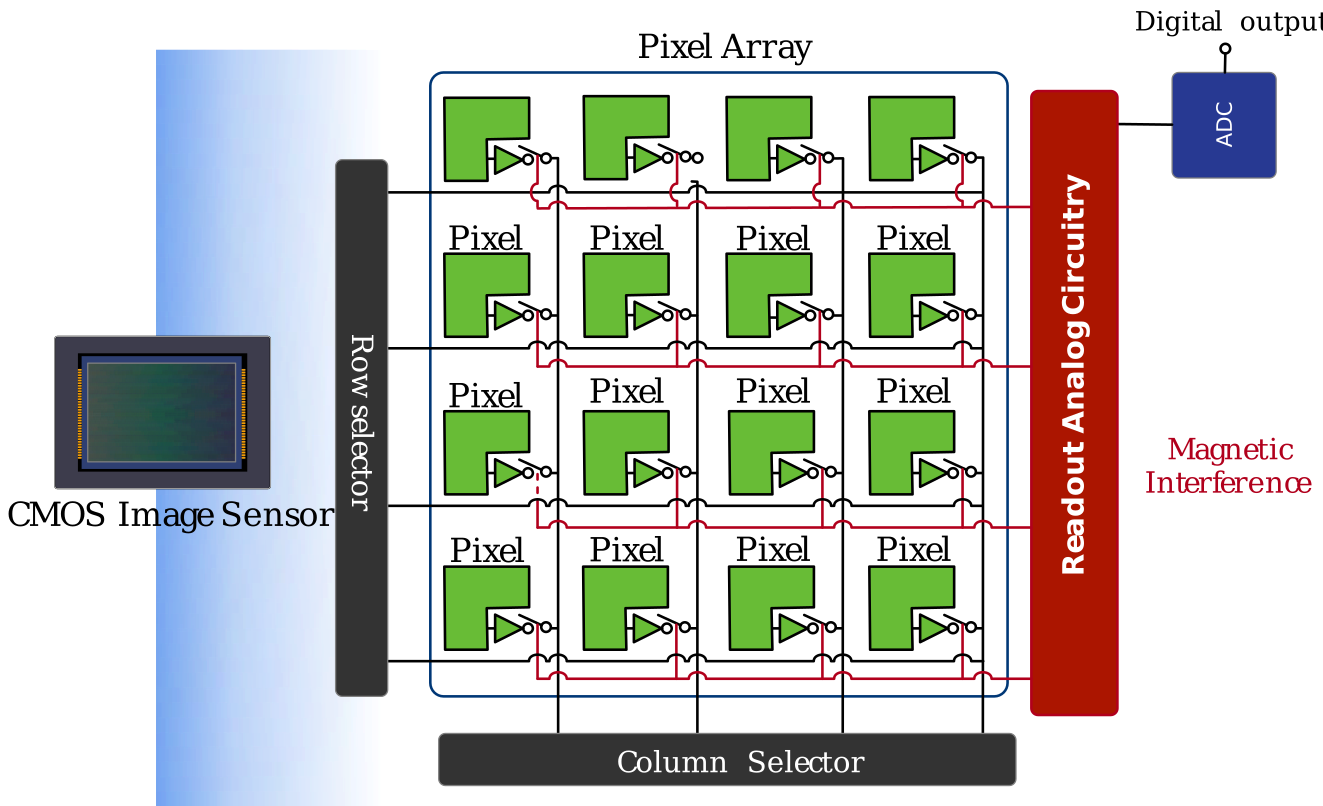 Digital output
Pixel Array
ADC
Pixel Pixel Pixel Pixel
Row selector
Readout Analog Circuitry
Pixel Pixel Pixel Pixel
Magnetic
Interference
CMOS Image Sensor
Pixel Pixel Pixel Pixel
Column Selector